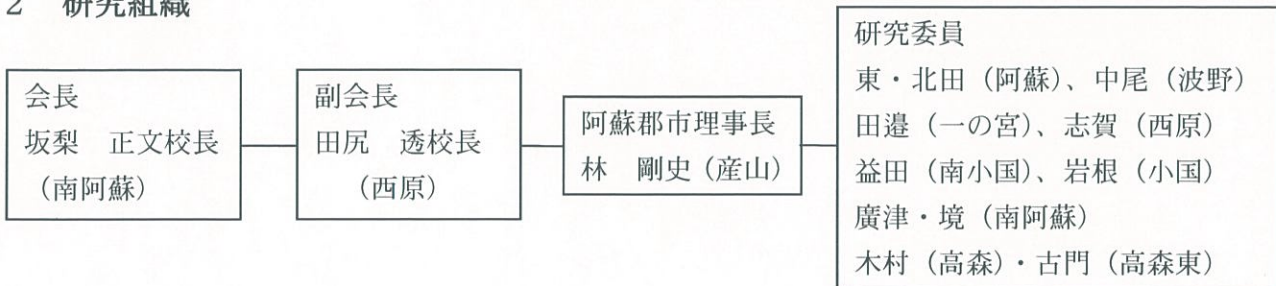 2　研究組織
会長
坂梨　正文校長
（南阿蘇）
副会長
田尻　透校長
（西原）
阿蘇郡市理事長
林　剛史（産山）
研究委員
東・北田（阿蘇）、中尾（波野）
田邉（一の宮）、志賀（西原）
益田（南小国）、岩根（小国）
廣津・境（南阿蘇）
木村（高森）・古門（高森東）